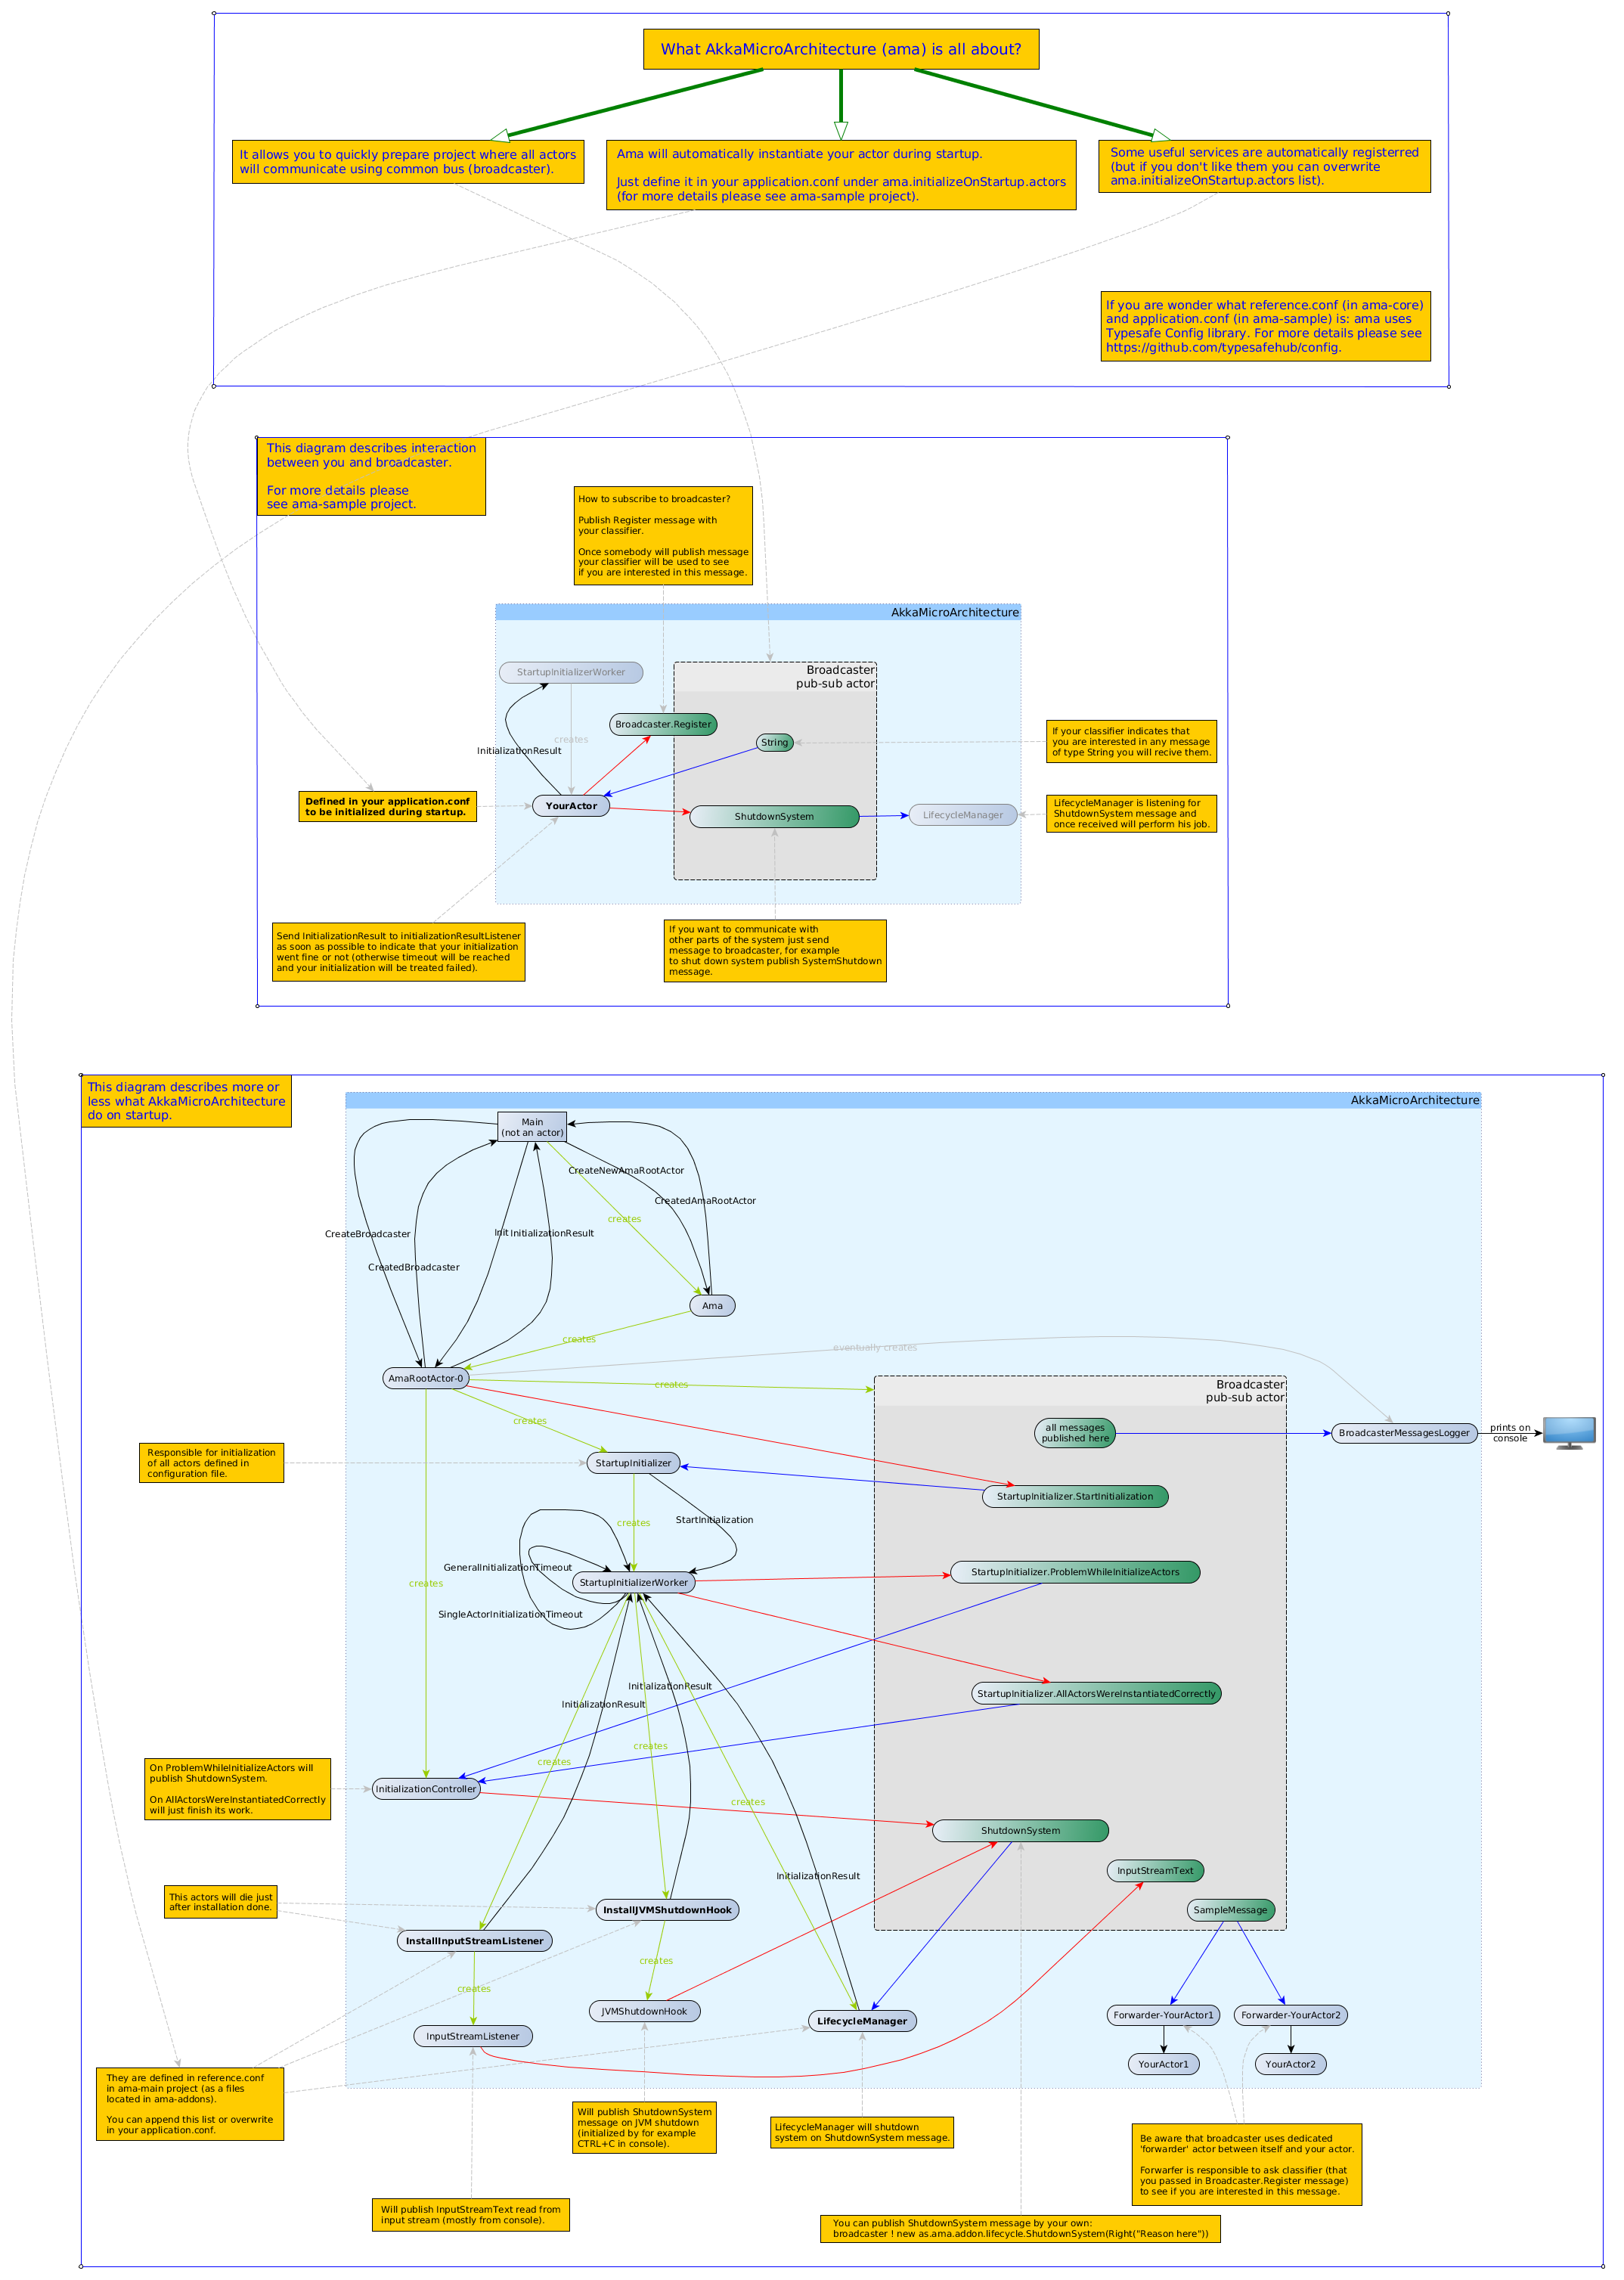 What AkkaMicroArchitecture (ama) is all about?
It allows you to quickly prepare project where all actors
will communicate using common bus (broadcaster).
Ama will automatically instantiate your actor during startup.
Just define it in your application.conf under ama.initializeOnStartup.actors
(for more details please see ama-sample project).
Some useful services are automatically registerred
(but if you don't like them you can overwrite
ama.initializeOnStartup.actors list).
If you are wonder what reference.conf (in ama-core)
and application.conf (in ama-sample) is: ama uses
Typesafe Config library. For more details please see
https://github.com/typesafehub/config.
This diagram describes interaction
between you and broadcaster.
For more details please
see ama-sample project.
How to subscribe to broadcaster?
Publish Register message with
your classifier.
Once somebody will publish message
your classifier will be used to see
if you are interested in this message.
AkkaMicroArchitecture
StartupInitializerWorker
Broadcaster
pub-sub actor
Broadcaster.Register
String
creates
InitializationResult
If your classifier indicates that
you are interested in any message
of type String you will recive them.
Defined in your application.conf
to be initialized during startup.
YourActor
ShutdownSystem
LifecycleManager
LifecycleManager is listening for
ShutdownSystem message and
once received will perform his job.
Send InitializationResult to initializationResultListener
as soon as possible to indicate that your initialization
went fine or not (otherwise timeout will be reached
and your initialization will be treated failed).
If you want to communicate with
other parts of the system just send
message to broadcaster, for example
to shut down system publish SystemShutdown
message.
This diagram describes more or
less what AkkaMicroArchitecture
do on startup.
AkkaMicroArchitecture
Main
(not an actor)
CreateNewAmaRootActor
CreatedAmaRootActor
creates
CreateBroadcaster
Init
InitializationResult
CreatedBroadcaster
Ama
creates
eventually creates
AmaRootActor-0
creates
Broadcaster
pub-sub actor
creates
all messages
published here
BroadcasterMessagesLogger
prints on
console
Responsible for initialization
of all actors defined in
configuration file.
StartupInitializer
StartupInitializer.StartInitialization
creates
StartInitialization
GeneralInitializationTimeout
StartupInitializerWorker
StartupInitializer.ProblemWhileInitializeActors
creates
SingleActorInitializationTimeout
InitializationResult
InitializationResult
StartupInitializer.AllActorsWereInstantiatedCorrectly
creates
creates
On ProblemWhileInitializeActors will
publish ShutdownSystem.
On AllActorsWereInstantiatedCorrectly
will just finish its work.
InitializationController
creates
ShutdownSystem
InputStreamText
InitializationResult
This actors will die just
after installation done.
InstallJVMShutdownHook
SampleMessage
InstallInputStreamListener
creates
creates
JVMShutdownHook
LifecycleManager
Forwarder-YourActor1
Forwarder-YourActor2
InputStreamListener
YourActor1
YourActor2
They are defined in reference.conf
in ama-main project (as a files
located in ama-addons).
You can append this list or overwrite
in your application.conf.
Will publish ShutdownSystem
message on JVM shutdown
(initialized by for example
CTRL+C in console).
LifecycleManager will shutdown
system on ShutdownSystem message.
Be aware that broadcaster uses dedicated
'forwarder' actor between itself and your actor.
Forwarfer is responsible to ask classifier (that
you passed in Broadcaster.Register message)
to see if you are interested in this message.
Will publish InputStreamText read from
input stream (mostly from console).
You can publish ShutdownSystem message by your own:
broadcaster ! new as.ama.addon.lifecycle.ShutdownSystem(Right("Reason here"))